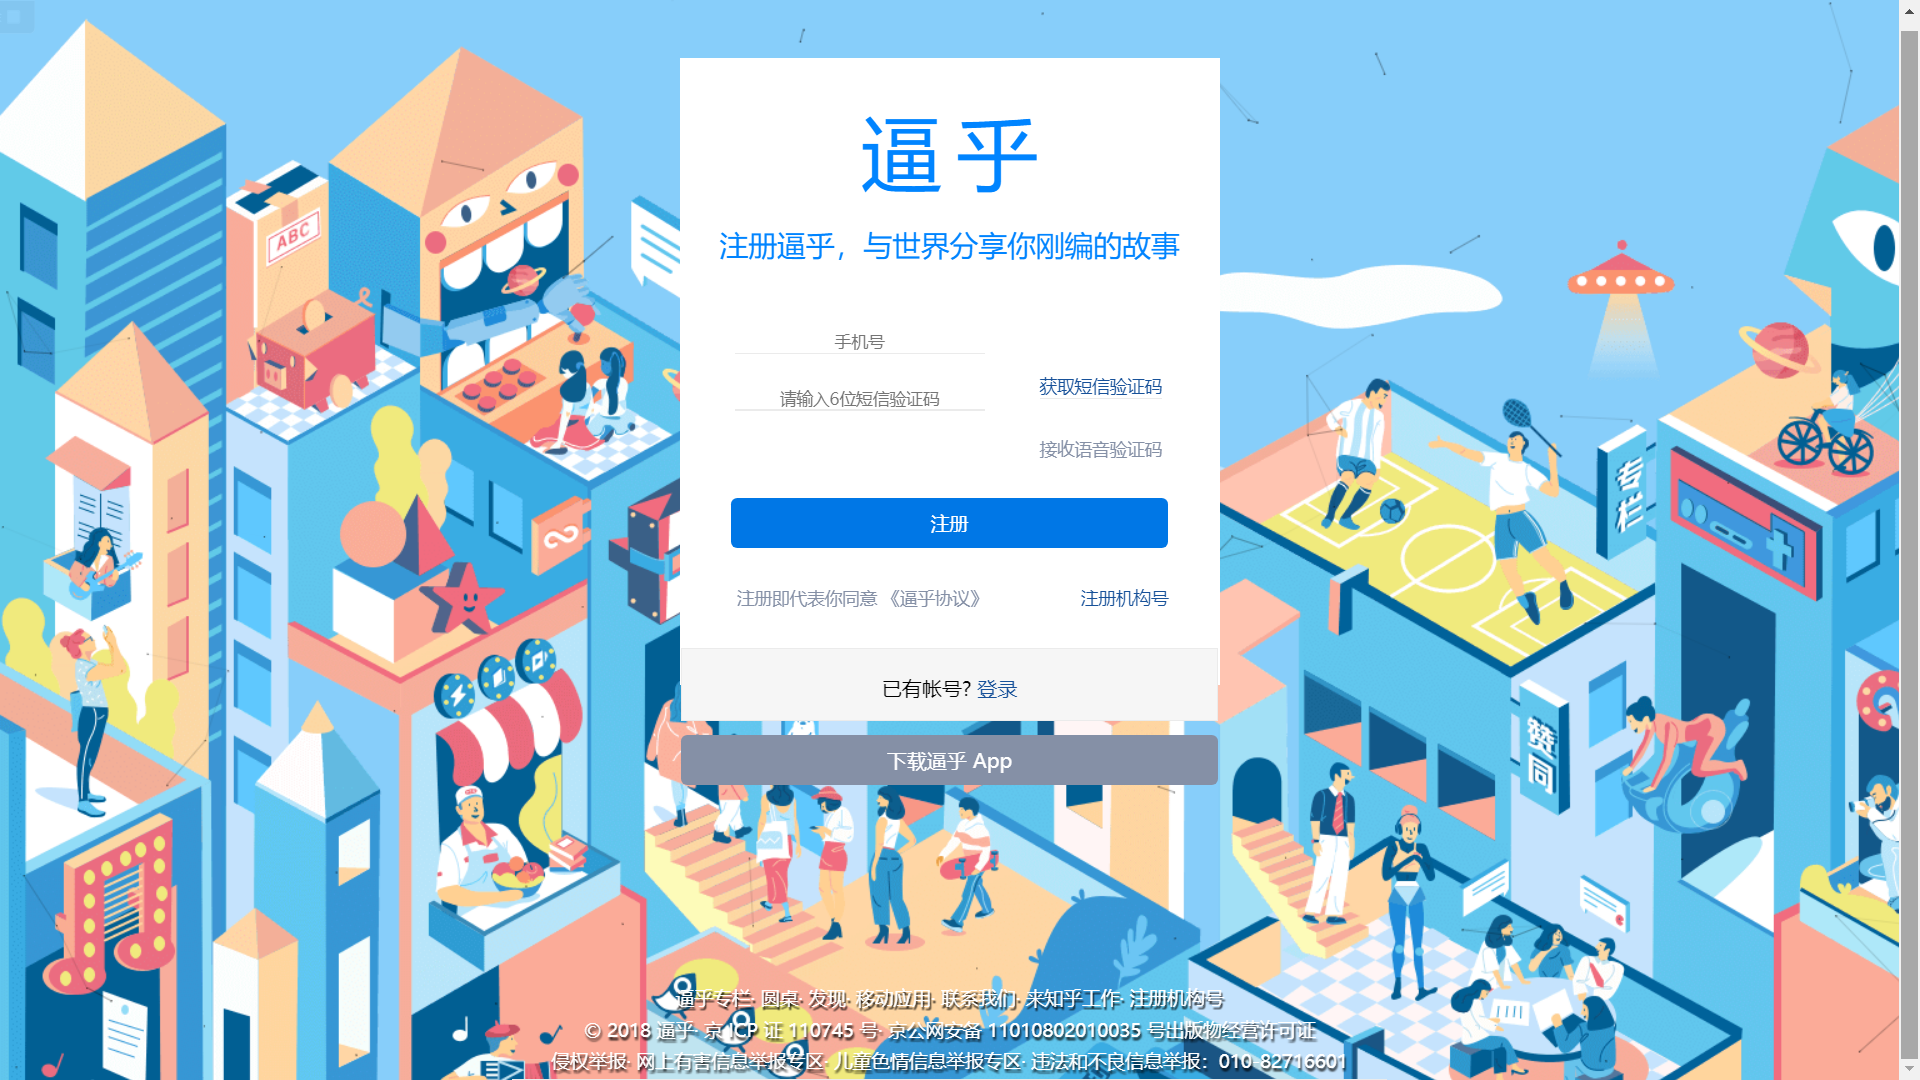 ABC
逼乎
注册逼乎，与世界分享你刚编的故事
手机号
获取短信验证码
请输入6位短信验证码
接收语音验证码
专栏
注册
注册即代表你同意《逼乎协议》
注册机构号
已有帐号? 登录
赞同
下载逼乎 App
逼乎专栏· 圆桌· 发现· 移动应用· 联系我们· 来知乎工作· 注册机构号
© 2018 逼乎· 京 ICP 证 110745 号· 京公网安备 11010802010035 号出版物经营许可证
侵权举报· 网上有害信息举报专区· 儿童色情信息举报专区· 违法和不良信息举报：010-82716601